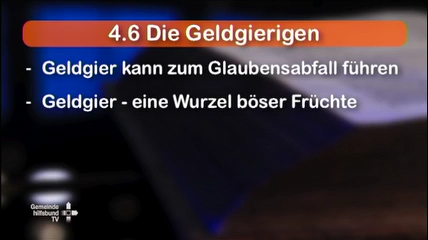 4.6 Die Geldgierigen
- Geldgier kann zum Glaubensabfall führen
- Geldgier - eine Wurzel böser Früchte
Gemeinde
hilfsbund
TV